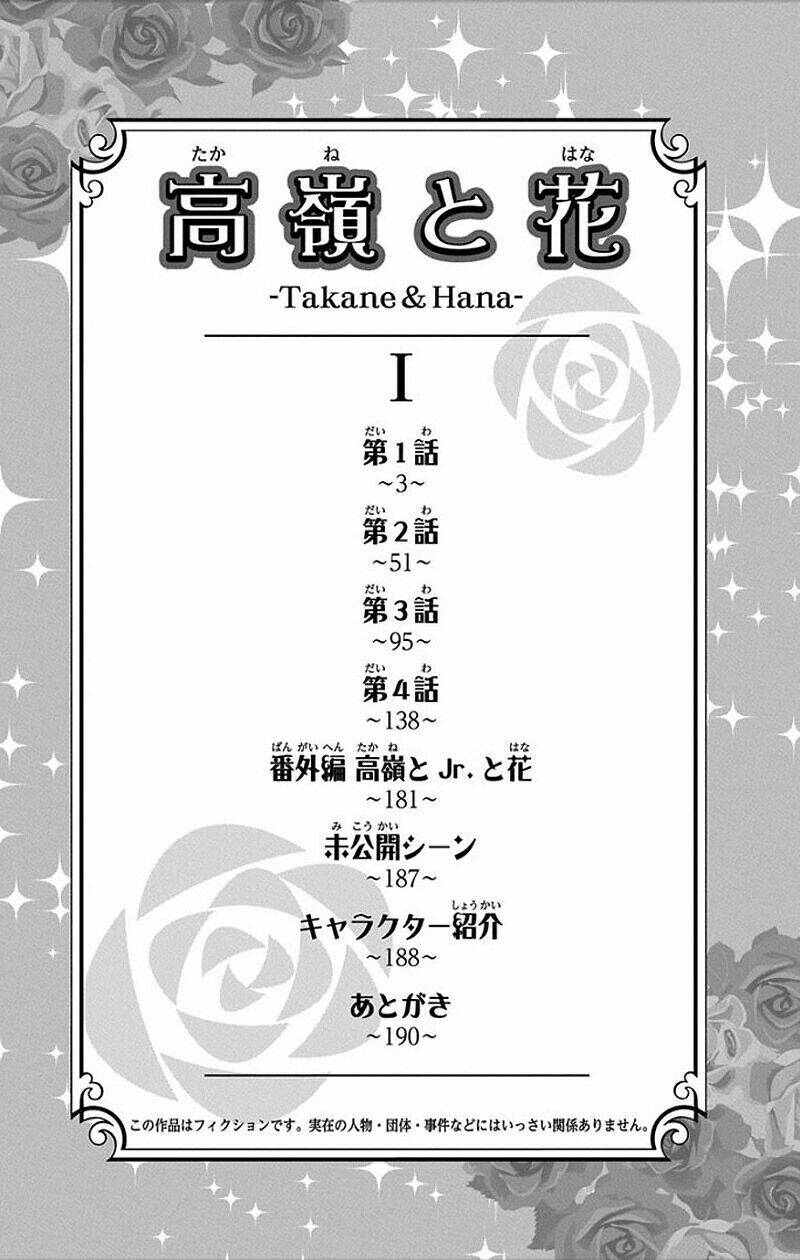 たか ね はな
高嶺と花
-Takane & Hana-
I
だい わ
第1話
~3~
だい わ
第2話
~51~
だい わ
第3話
~95~
だい わ
第4話
~138~
ばん がい へん たか ね はな
番外編 高嶺と Jr. と花
~181~
み こう かい
未公開シーン
~187~
しょう かい
キャラクター紹介
~188~
あとがき
~190~
この作品はフィクションです。実在の人物・団体・事件などにはいっさい関係ありません。